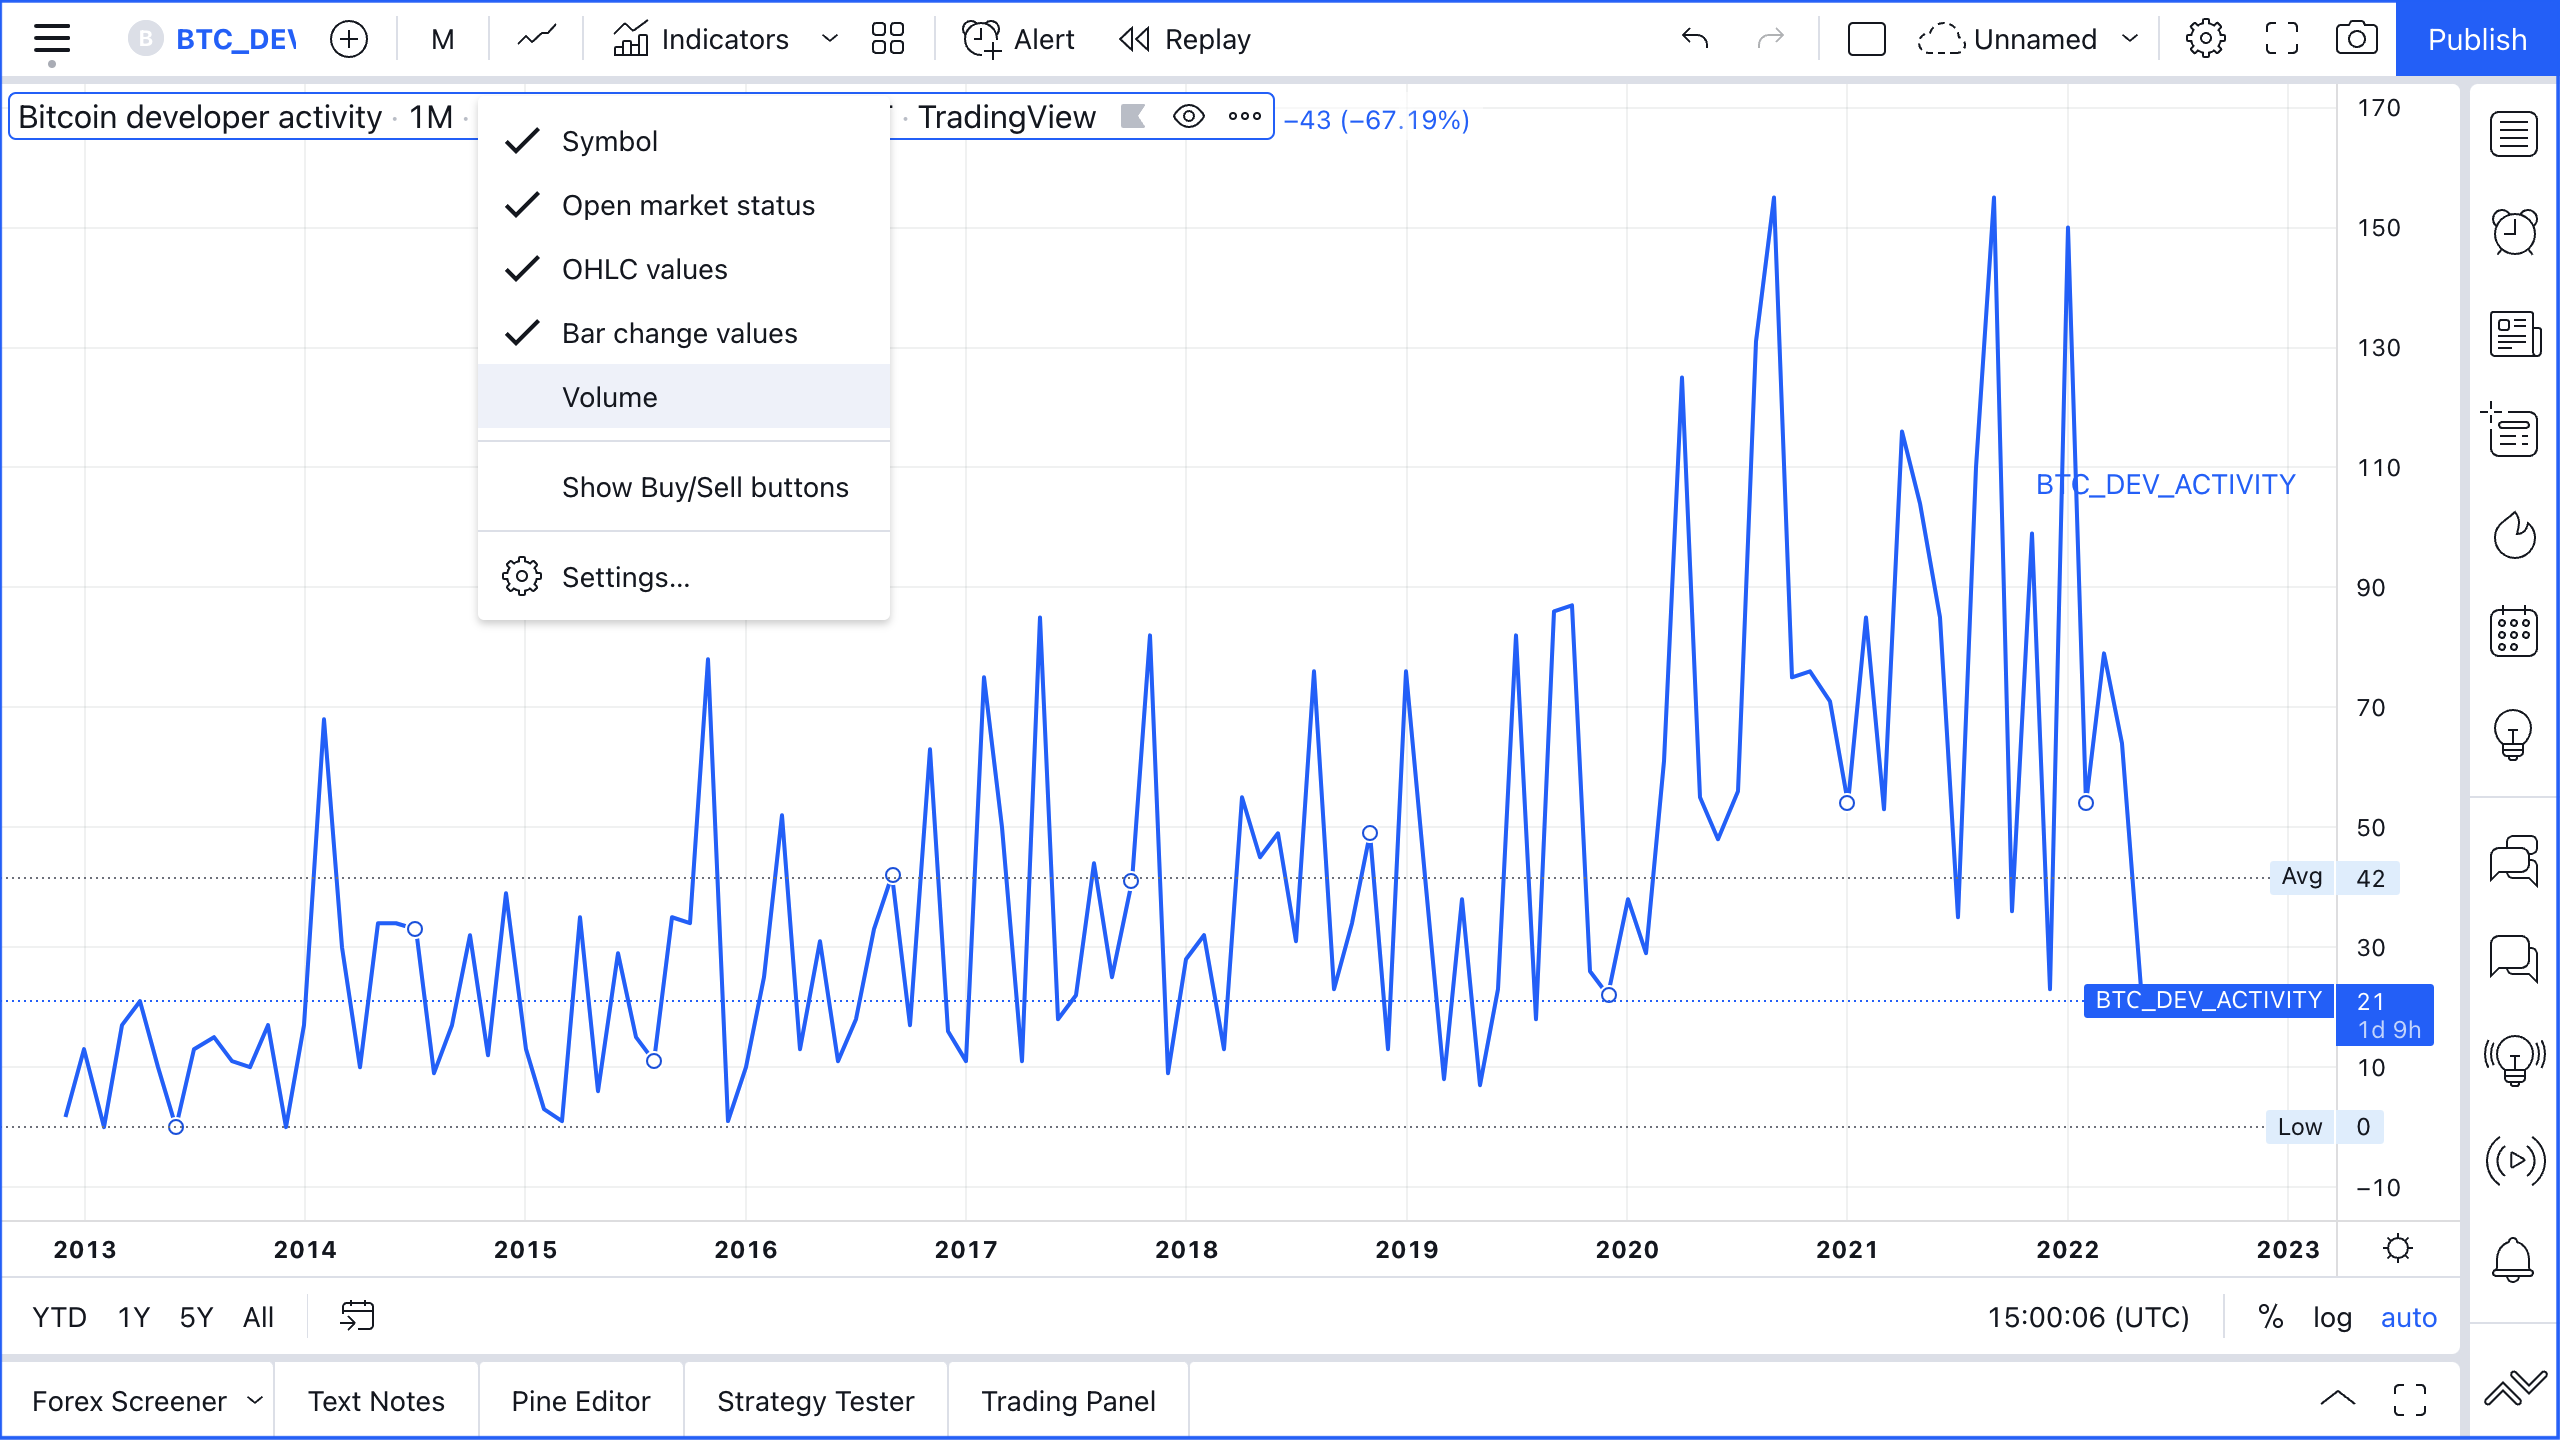 B BTC_DEV M Indicators Alert Replay Unnamed Publish
Bitcoin developer activity · 1M · · TradingView −43 (−67.19%)
Symbol
Open market status
OHLC values
Bar change values
Volume
Show Buy/Sell buttons
Settings...
170
150
130
110
BTC_DEV_ACTIVITY
90
70
50
Avg 42
30
BTC_DEV_ACTIVITY 21
1d 9h
10
Low 0
−10
2013 2014 2015 2016 2017 2018 2019 2020 2021 2022 2023
YTD 1Y 5Y All 15:00:06 (UTC) % log auto
Forex Screener Text Notes Pine Editor Strategy Tester Trading Panel